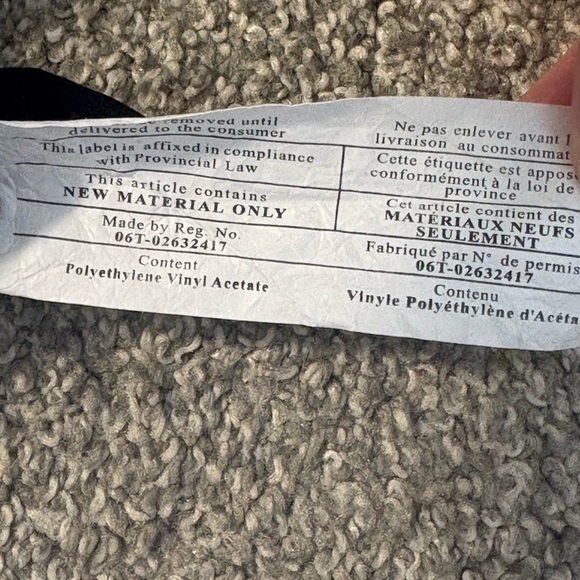 removed until
delivered to the consumer
This label is affixed in compliance
with Provincial Law
This article contains
NEW MATERIAL ONLY
Made by Reg. No.
06T-02632417
Content
Polyethylene Vinyl Acetate
Ne pas enlever avant
livraison au consommat
Cette étiquette est appos
conformément à la loi de
province
Cet article contient des
MATÉRIAUX NEUFS
SEULEMENT
Fabriqué par N° de permis
06T-02632417
Contenu
Vinyle Polyéthylène d'Acéta